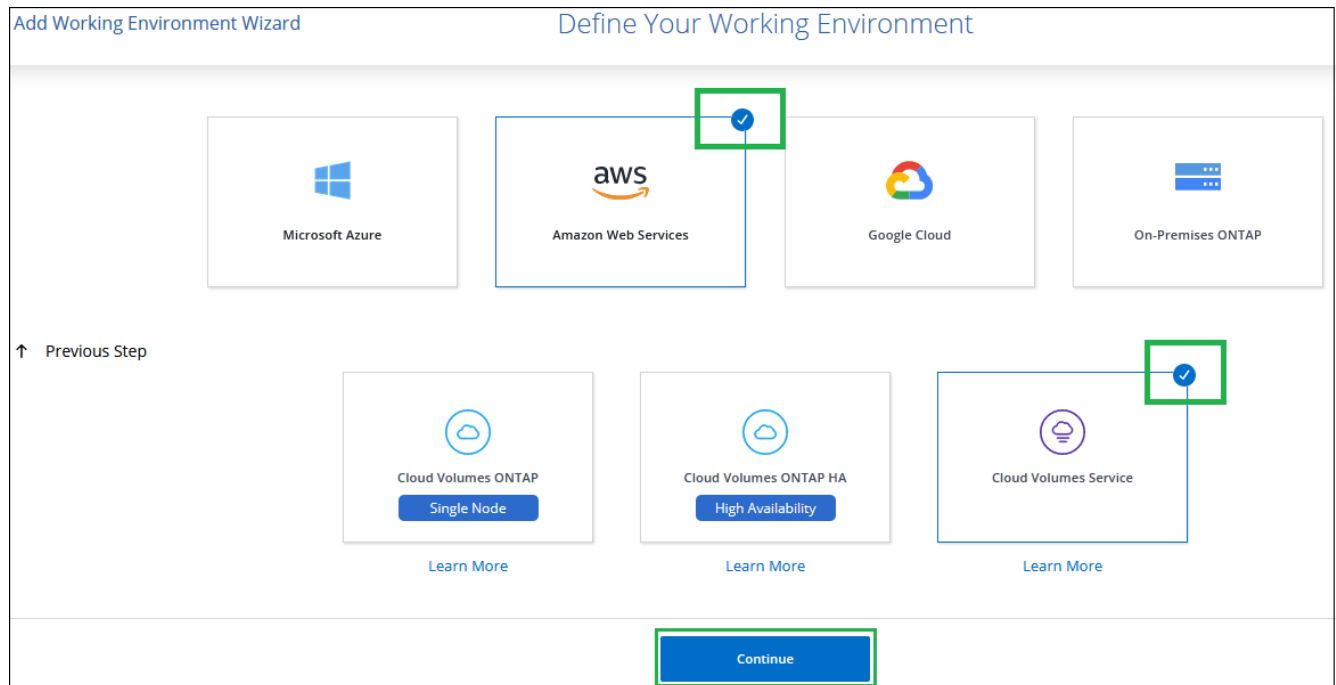 Add Working Environment Wizard
Define Your Working Environment
aws
Microsoft Azure
Amazon Web Services
Google Cloud
On-Premises ONTAP
↑ Previous Step
Cloud Volumes ONTAP
Single Node
Cloud Volumes ONTAP HA
High Availability
Cloud Volumes Service
Learn More
Learn More
Learn More
Continue